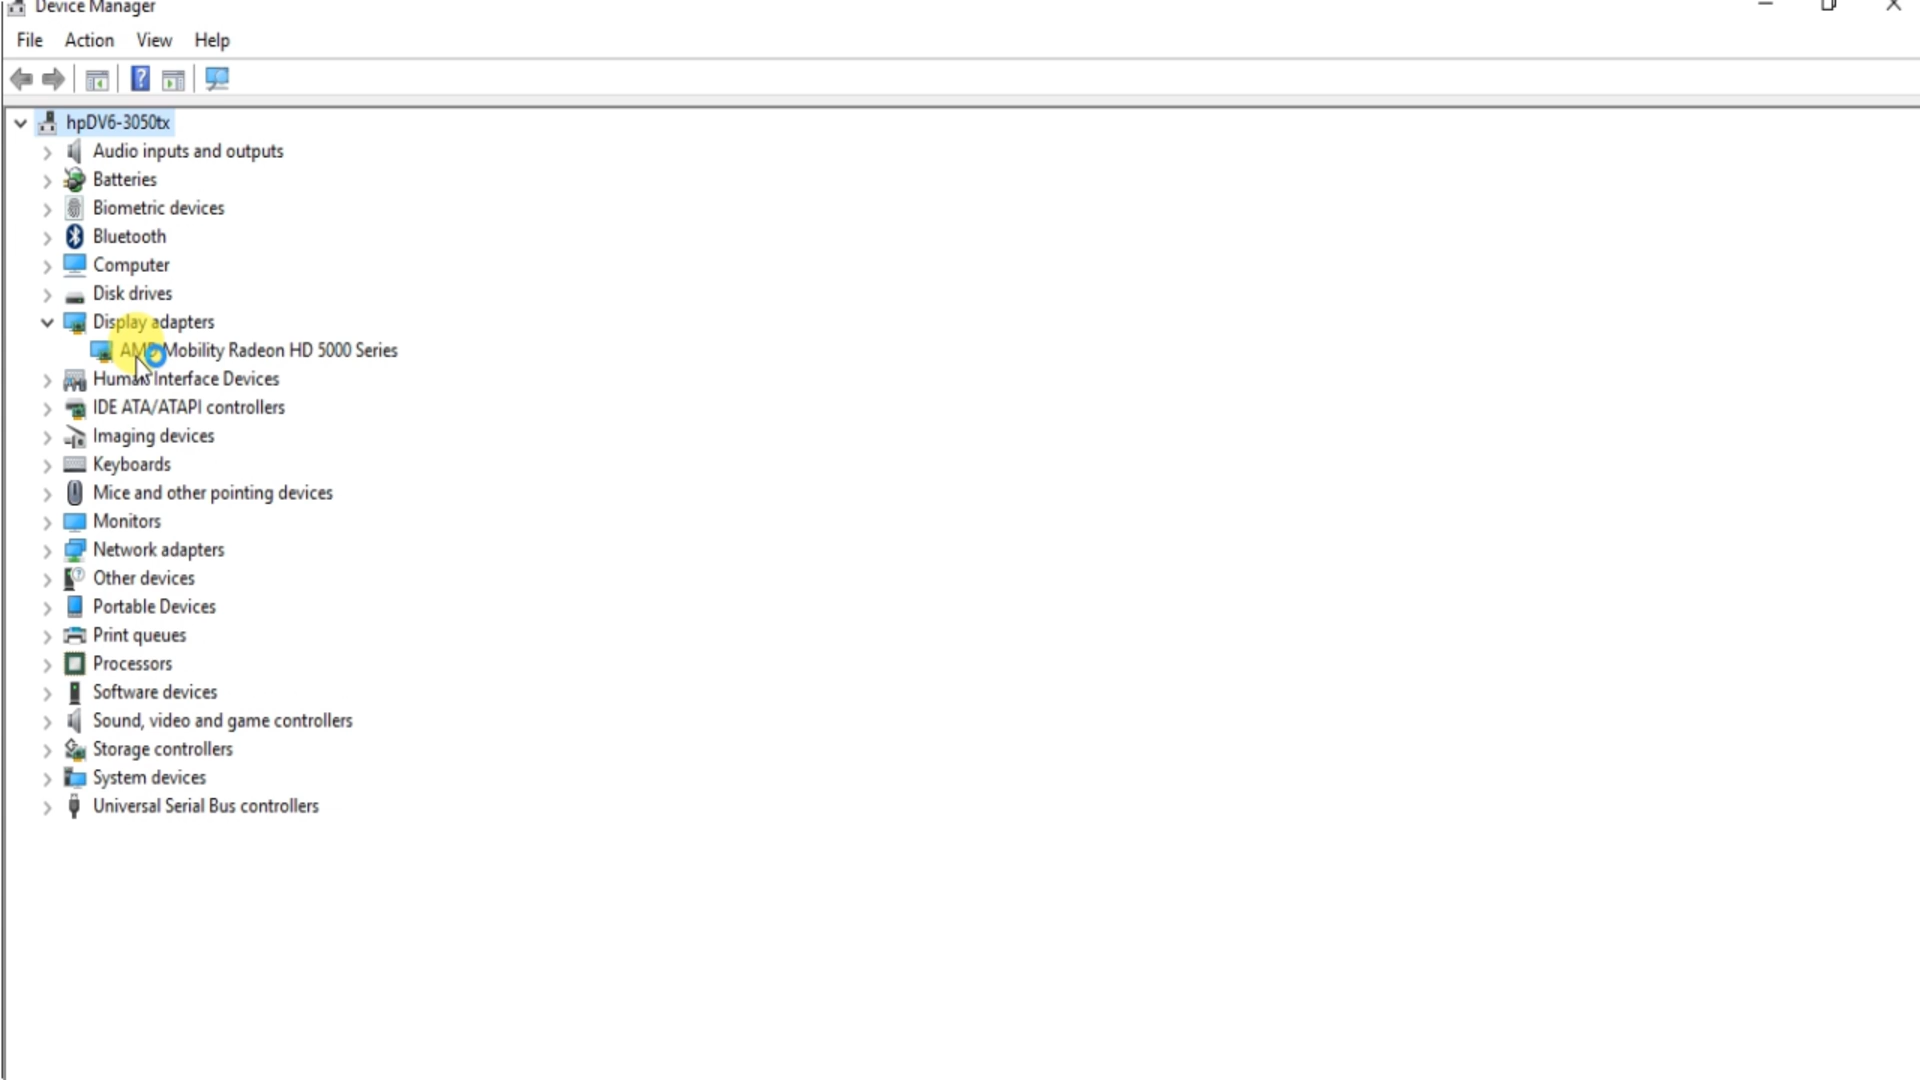 Device Manager
File Action View Help
hpDV6-3050tx
Audio inputs and outputs
Batteries
Biometric devices
Bluetooth
Computer
Disk drives
Display adapters
AMD Mobility Radeon HD 5000 Series
Human Interface Devices
IDE ATA/ATAPI controllers
Imaging devices
Keyboards
Mice and other pointing devices
Monitors
Network adapters
Other devices
Portable Devices
Print queues
Processors
Software devices
Sound, video and game controllers
Storage controllers
System devices
Universal Serial Bus controllers